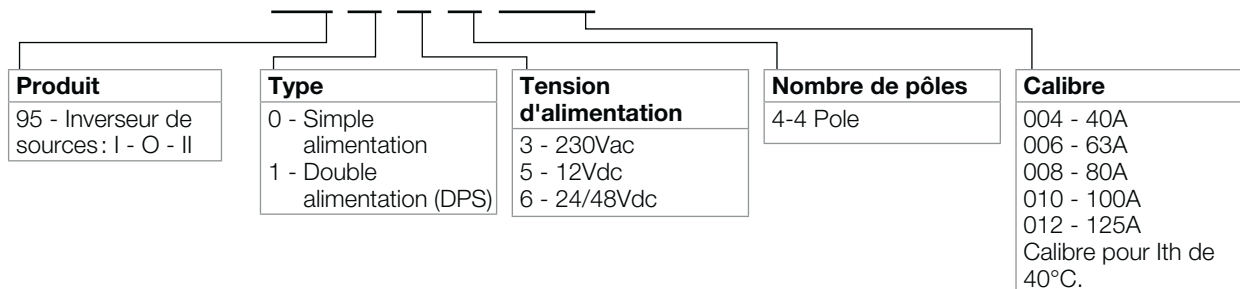 Produit
95 - Inverseur de
sources : I - O - II
Type
0 - Simple
alimentation
1 - Double
alimentation (DPS)
Tension
d'alimentation
3 - 230Vac
5 - 12Vdc
6 - 24/48Vdc
Nombre de pôles
4-4 Pole
Calibre
004 - 40A
006 - 63A
008 - 80A
010 - 100A
012 - 125A
Calibre pour Ith de
40°C.